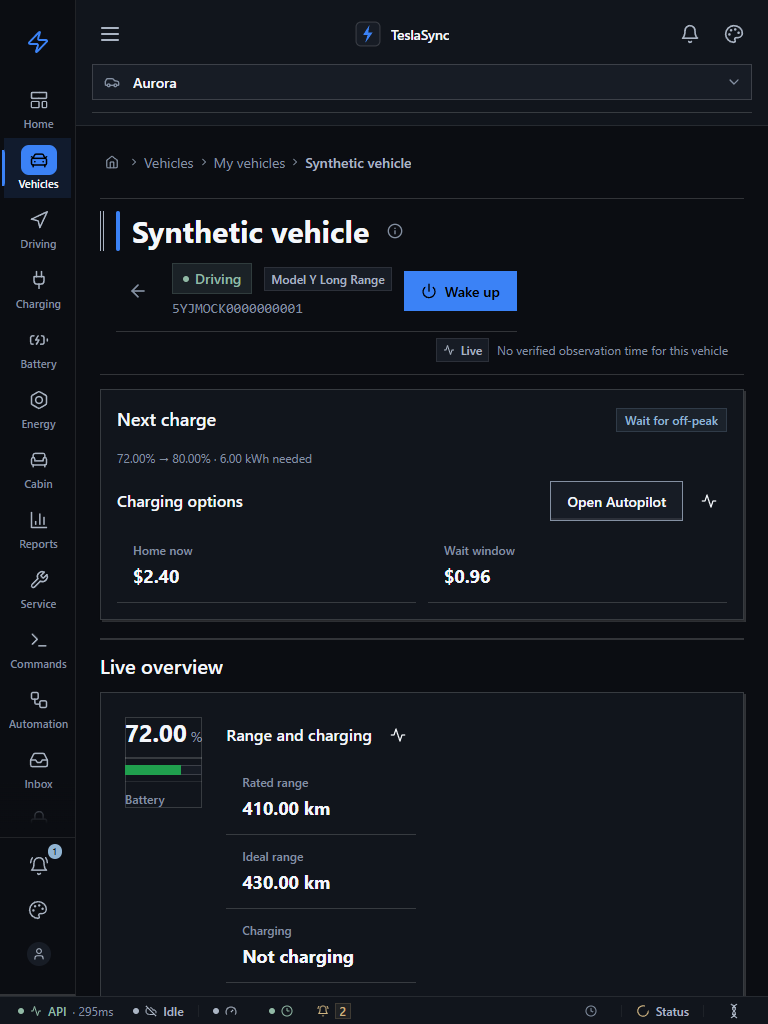 TeslaSync
Aurora
Home
Vehicles
Driving
Charging
Battery
Energy
Cabin
Reports
Service
Commands
Automation
Inbox
1
Vehicles › My vehicles › Synthetic vehicle
Synthetic vehicle
Driving
Model Y Long Range
5YJMOCK0000000001
Wake up
Live
No verified observation time for this vehicle
Next charge
Wait for off-peak
72.00% → 80.00% · 6.00 kWh needed
Charging options
Open Autopilot
Home now
$2.40
Wait window
$0.96
Live overview
72.00 %
Battery
Range and charging
Rated range
410.00 km
Ideal range
430.00 km
Charging
Not charging
API · 295ms
Idle
2
Status